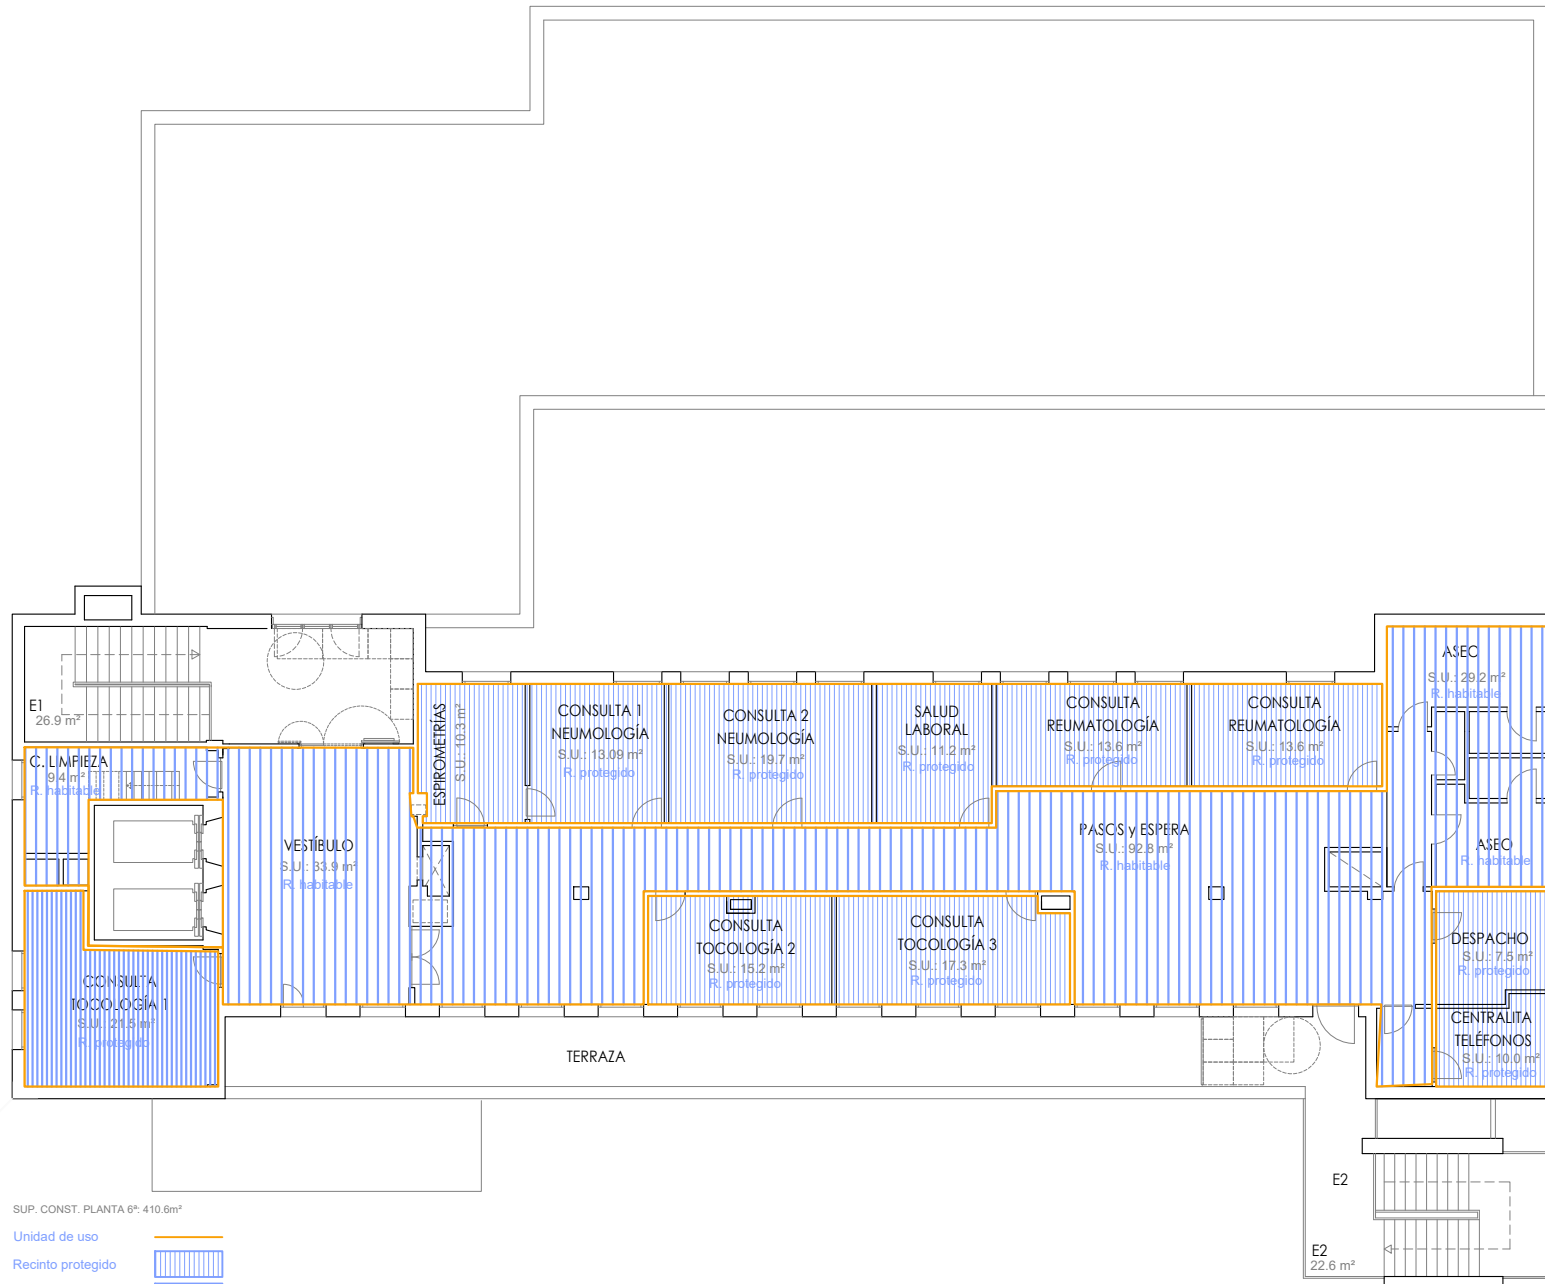 ASEO
S.U.: 29.2 m²
R. habitable
E1
26.9 m²
ESPIROMETRÍAS
S.U.: 10.3 m²
CONSULTA 1
NEUMOLOGÍA
S.U.: 13.09 m²
R. protegido
CONSULTA 2
NEUMOLOGÍA
S.U.: 19.7 m²
R. protegido
SALUD
LABORAL
S.U.: 11.2 m²
R. protegido
CONSULTA
REUMATOLOGÍA
S.U.: 13.6 m²
R. protegido
CONSULTA
REUMATOLOGÍA
S.U.: 13.6 m²
R. protegido
C. LIMPIEZA
9.4 m²
R. habitable
VESTÍBULO
S.U.: 33.9 m²
R. habitable
PASOS y ESPERA
S.U.: 92.8 m²
R. habitable
ASEO
R. habitable
CONSULTA
TOCOLOGÍA 2
S.U.: 15.2 m²
R. protegido
CONSULTA
TOCOLOGÍA 3
S.U.: 17.3 m²
R. protegido
DESPACHO
S.U.: 7.5 m²
R. protegido
CONSULTA
TOCOLOGÍA 1
S.U.: 21.5 m²
R. protegido
CENTRALITA
TELÉFONOS
S.U.: 10.0 m²
R. protegido
TERRAZA
E2
E2
22.6 m²
SUP. CONST. PLANTA 6ª: 410.6m²
Unidad de uso
Recinto protegido